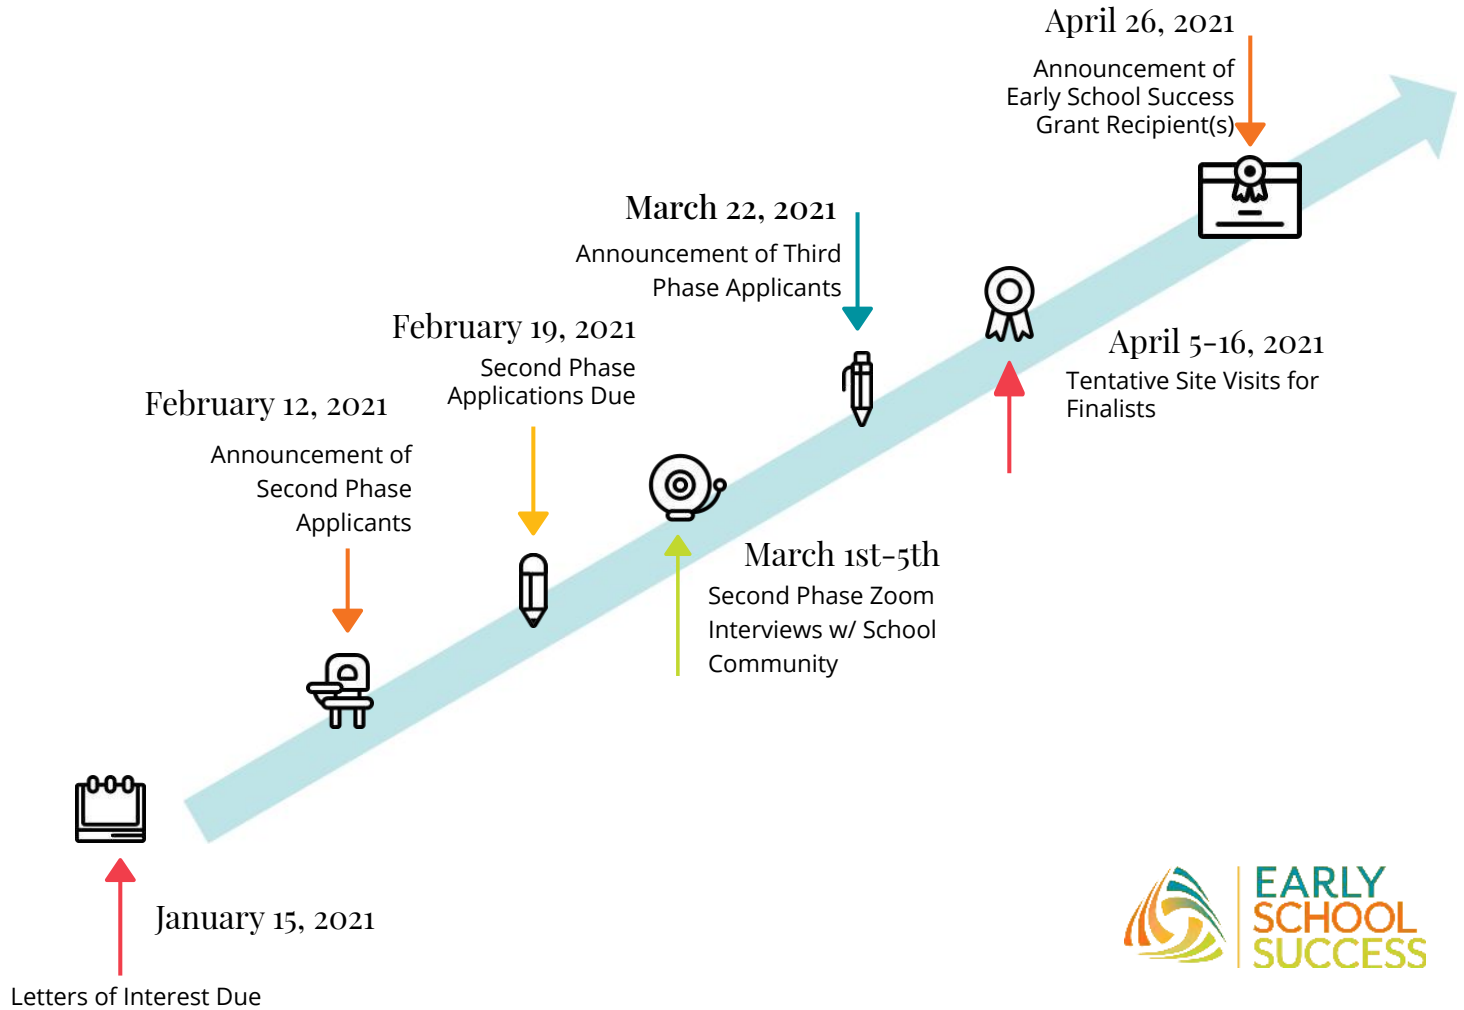 April 26, 2021
Announcement of
Early School Success
Grant Recipient(s)
March 22, 2021
Announcement of Third
Phase Applicants
February 19, 2021
Second Phase
Applications Due
April 5-16, 2021
Tentative Site Visits for
Finalists
February 12, 2021
Announcement of
Second Phase
Applicants
March 1st-5th
Second Phase Zoom
Interviews w/ School
Community
January 15, 2021
Letters of Interest Due
EARLY
SCHOOL
SUCCESS